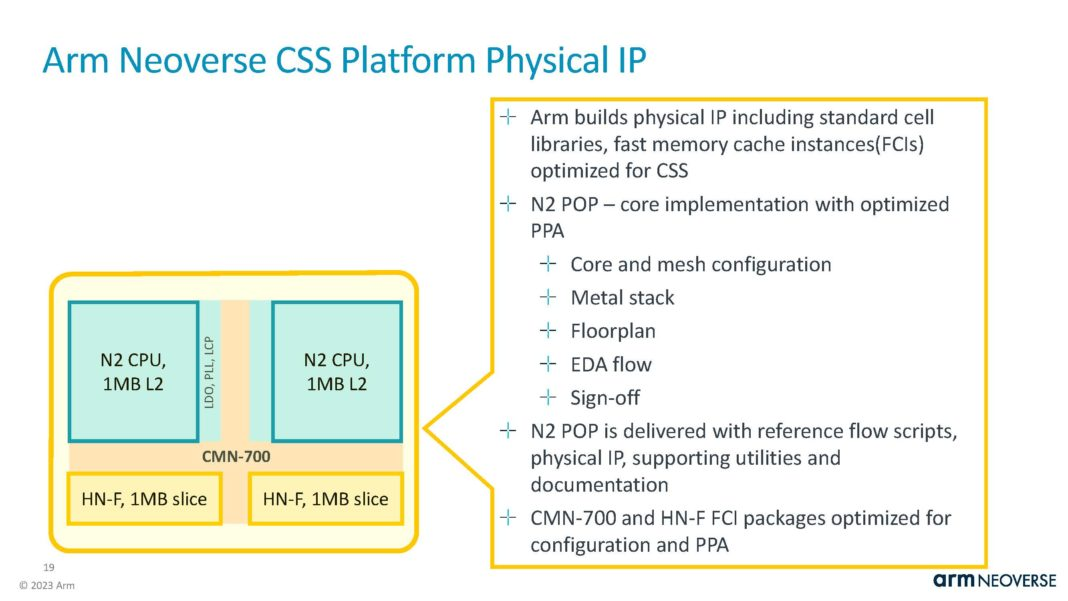 Arm Neoverse CSS Platform Physical IP
Arm builds physical IP including standard cell
libraries, fast memory cache instances(FCIs)
optimized for CSS
N2 POP – core implementation with optimized
PPA
Core and mesh configuration
Metal stack
Floorplan
EDA flow
Sign-off
N2 POP is delivered with reference flow scripts,
physical IP, supporting utilities and
documentation
CMN-700 and HN-F FCI packages optimized for
configuration and PPA
N2 CPU,
1MB L2
LDO, PLL, LCP
N2 CPU,
1MB L2
CMN-700
HN-F, 1MB slice
HN-F, 1MB slice
19
© 2023 Arm
arm NEOVERSE